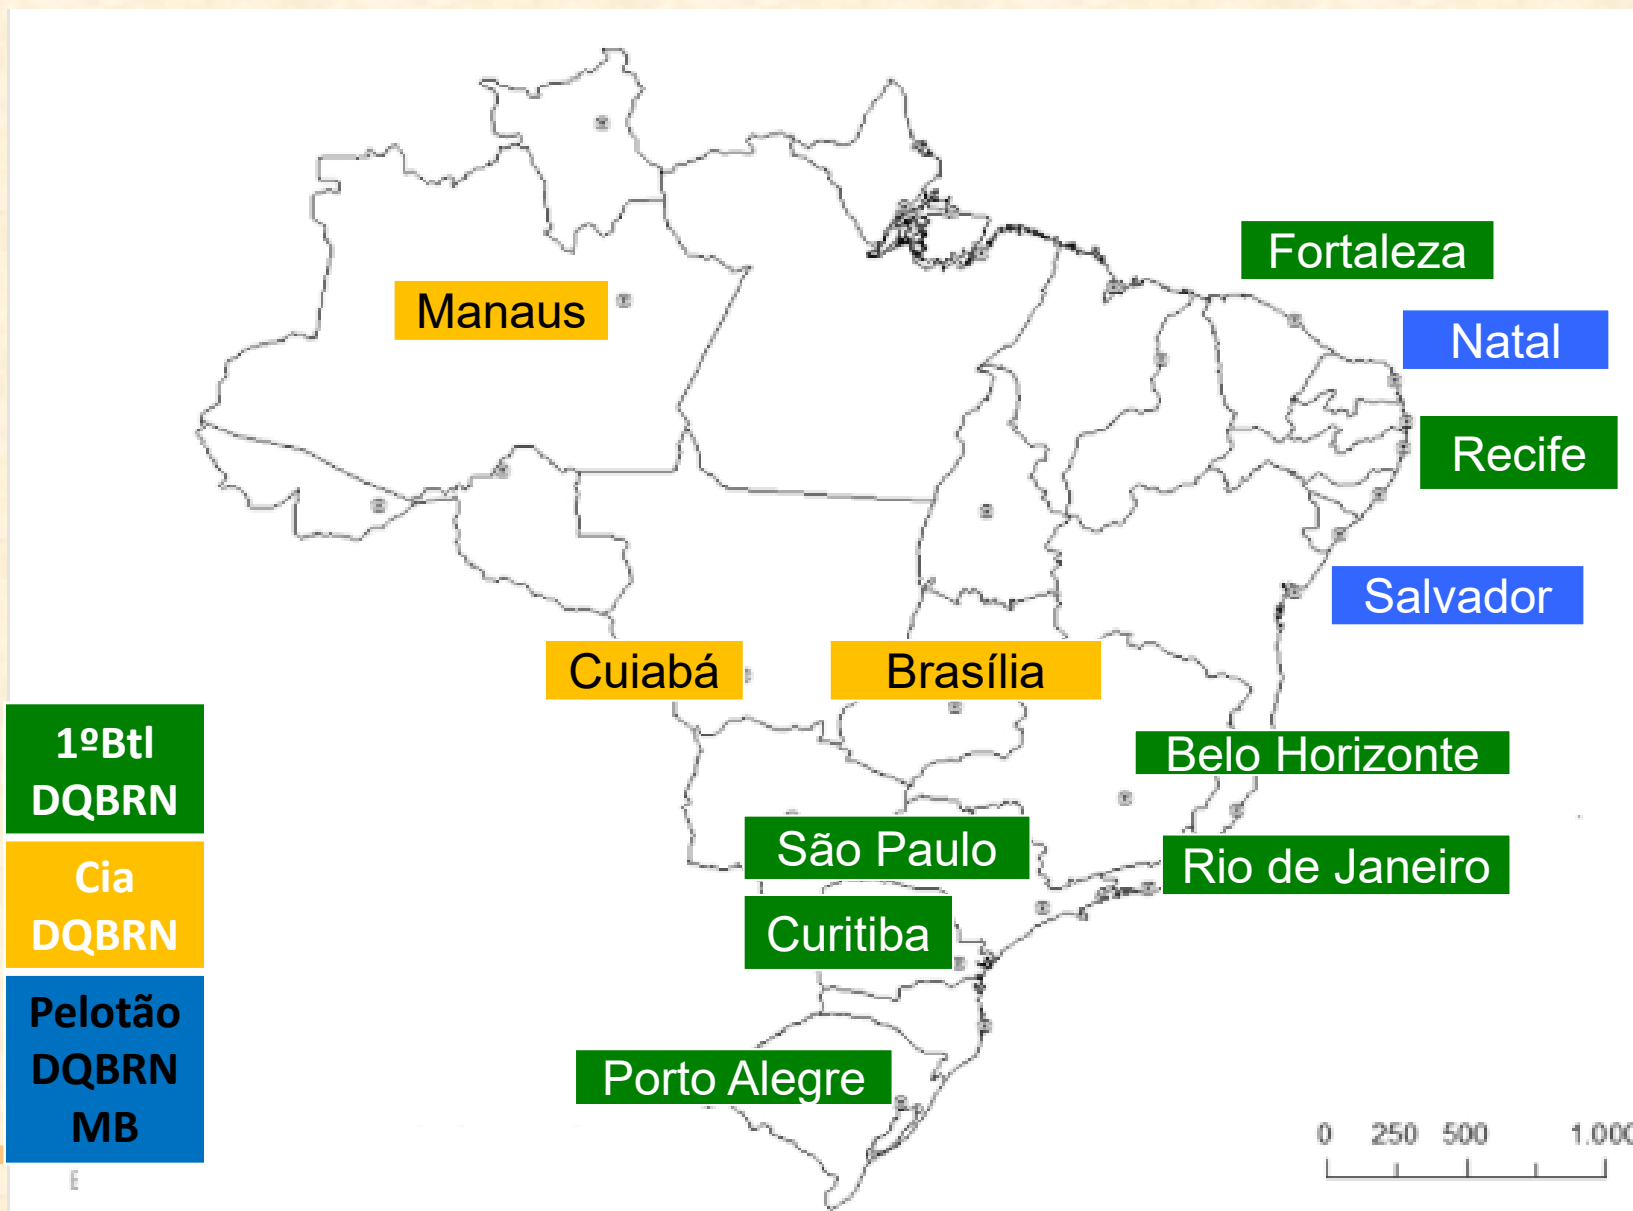 Fortaleza
Manaus
Natal
Recife
Salvador
Cuiabá
Brasília
1ºBtl
DQBRN
Belo Horizonte
São Paulo
Rio de Janeiro
Cia
DQBRN
Curitiba
Pelotão
DQBRN
MB
Porto Alegre
0 250 500 1.000
E